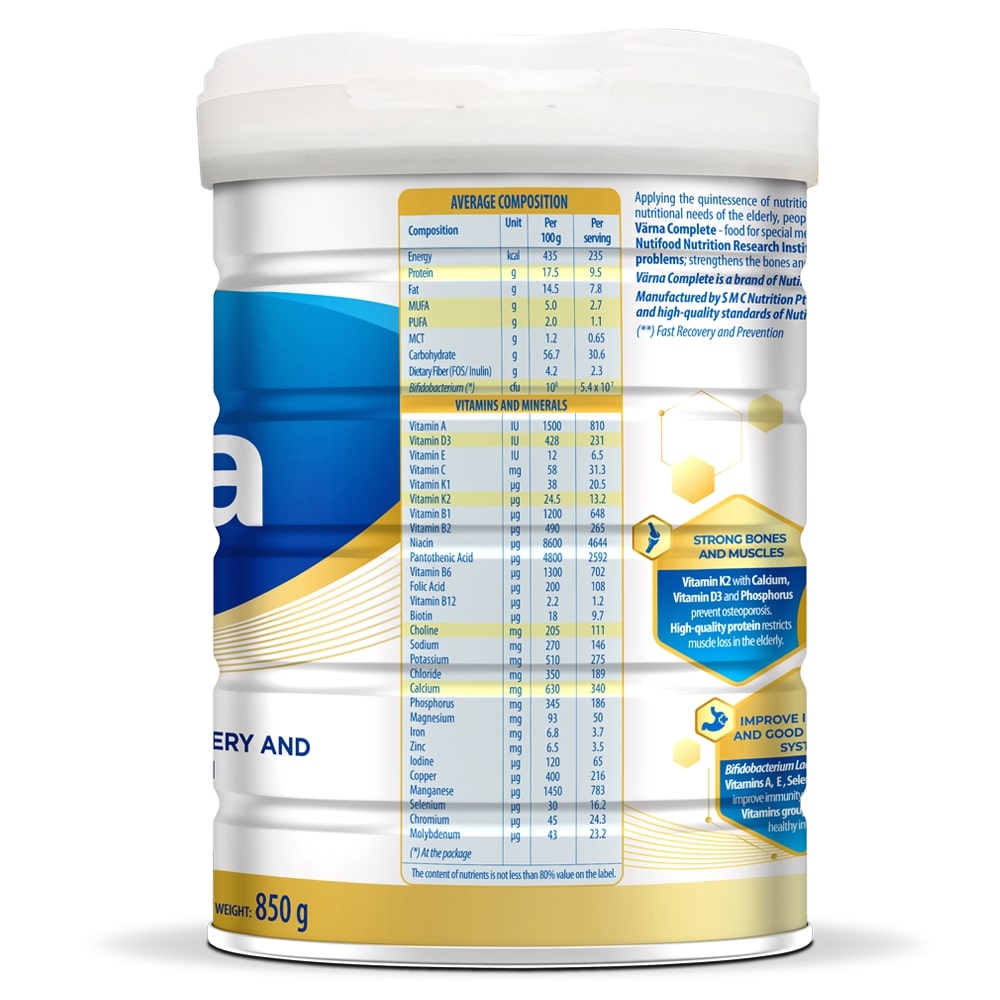 a
ERY AND
WEIGHT: 850 g
AVERAGE COMPOSITION
Composition Unit Per 100 g Per serving
Energy kcal 435 235
Protein g 17.5 9.5
Fat g 14.5 7.8
MUFA g 5.0 2.7
PUFA g 2.0 1.1
MCT g 1.2 0.65
Carbohydrate g 56.7 30.6
Dietary Fiber (FOS/ Inulin) g 4.2 2.3
Bifidobacterium (*) cfu 10⁸ 5.4 x 10⁷
VITAMINS AND MINERALS
Vitamin A IU 1500 810
Vitamin D3 IU 428 231
Vitamin E IU 12 6.5
Vitamin C mg 58 31.3
Vitamin K1 µg 38 20.5
Vitamin K2 µg 24.5 13.2
Vitamin B1 µg 1200 648
Vitamin B2 µg 490 265
Niacin µg 8600 4644
Pantothenic Acid µg 4800 2592
Vitamin B6 µg 1300 702
Folic Acid µg 200 108
Vitamin B12 µg 2.2 1.2
Biotin µg 18 9.7
Choline mg 205 111
Sodium mg 270 146
Potassium mg 510 275
Chloride mg 350 189
Calcium mg 630 340
Phosphorus mg 345 186
Magnesium mg 93 50
Iron mg 6.8 3.7
Zinc mg 6.5 3.5
Iodine µg 120 65
Copper µg 400 216
Manganese µg 1450 783
Selenium µg 30 16.2
Chromium µg 45 24.3
Molybdenum µg 43 23.2
(*) At the package
The content of nutrients is not less than 80% value on the label.
Applying the quintessence of nutritio
nutritional needs of the elderly, peop
Värna Complete - food for special me
Nutifood Nutrition Research Instit
problems; strengthens the bones an
Värna Complete is a brand of Nuti
Manufactured by S M C Nutrition Pt
and high-quality standards of Nuti
(**) Fast Recovery and Prevention
STRONG BONES
AND MUSCLES
Vitamin K2 with Calcium,
Vitamin D3 and Phosphorus
prevent osteoporosis.
High-quality protein restricts
muscle loss in the elderly.
IMPROVE I
AND GOOD
SYST
Bifidobacterium Lac
Vitamins A, E, Sele
improve immunity
Vitamins grou
healthy in